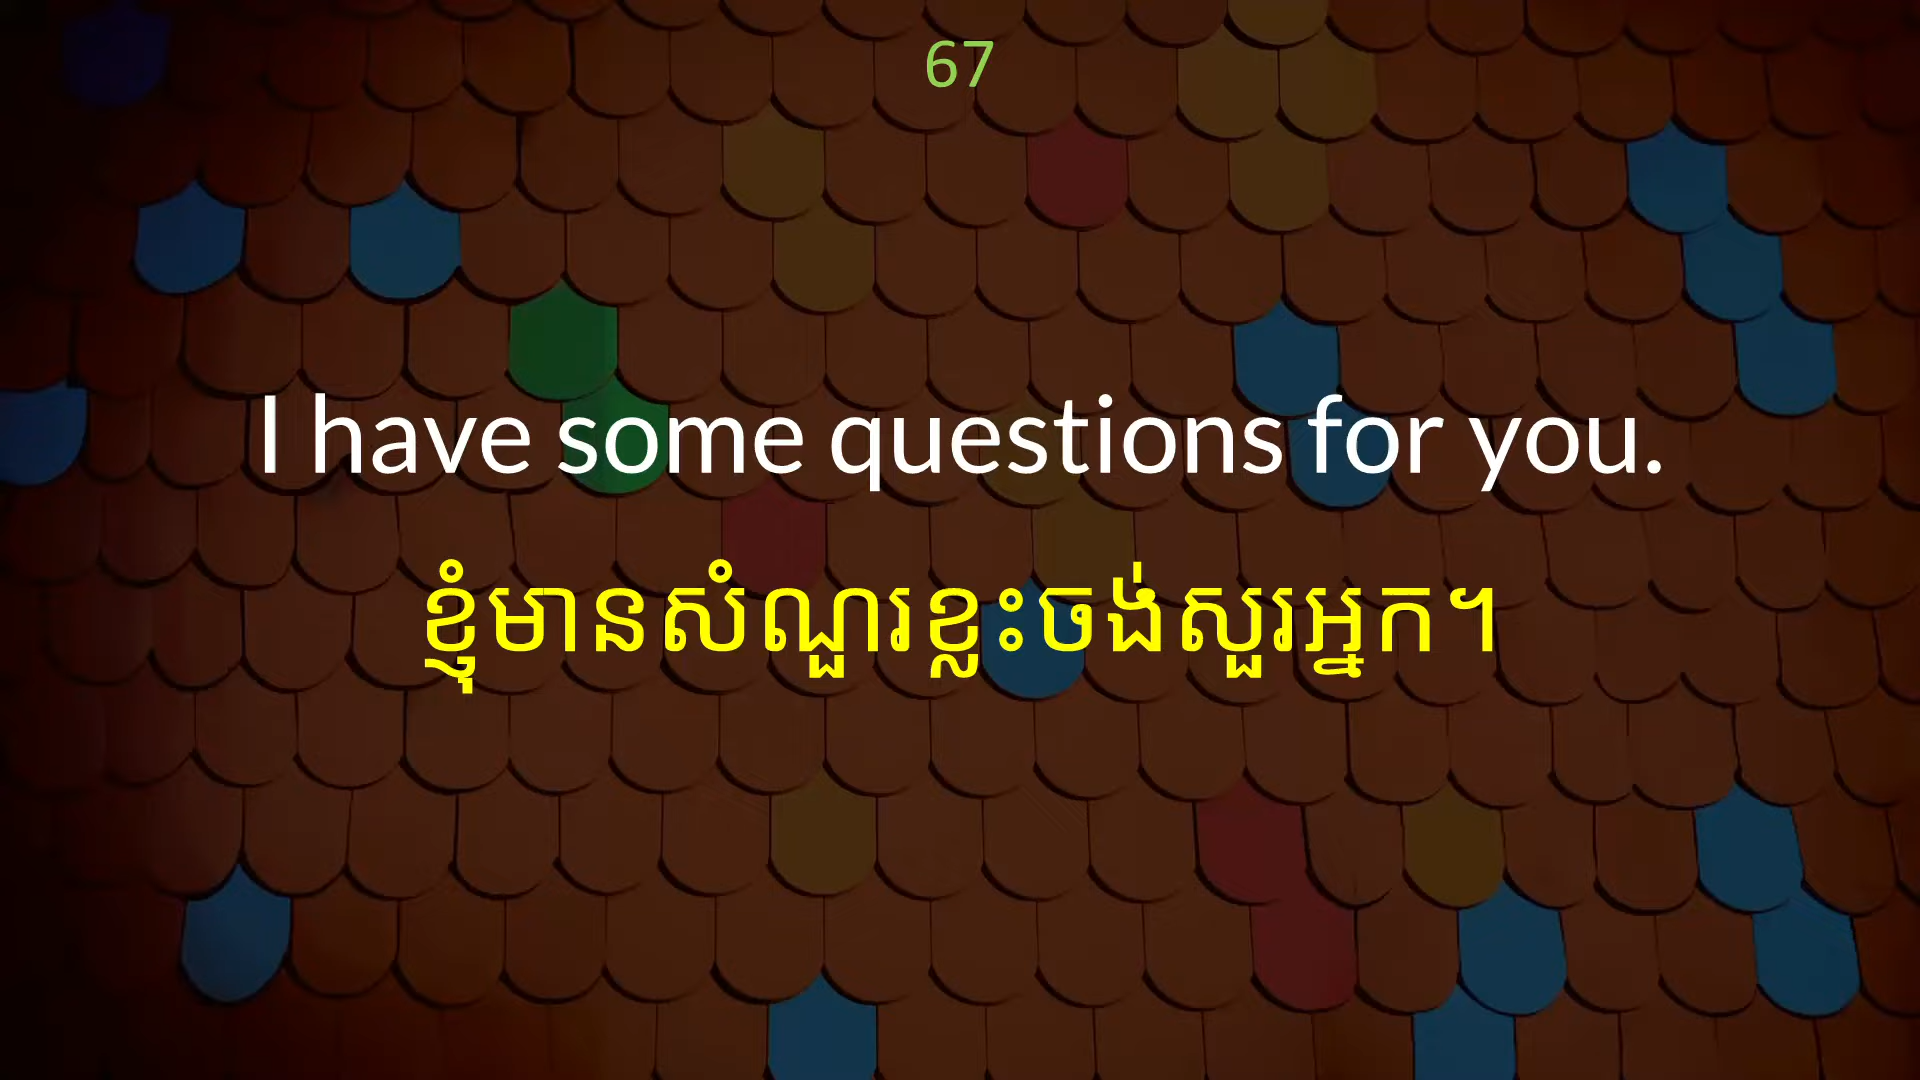 67
I have some questions for you.
ខ្ញុំមានសំណួរខ្លះចង់សួរអ្នក។